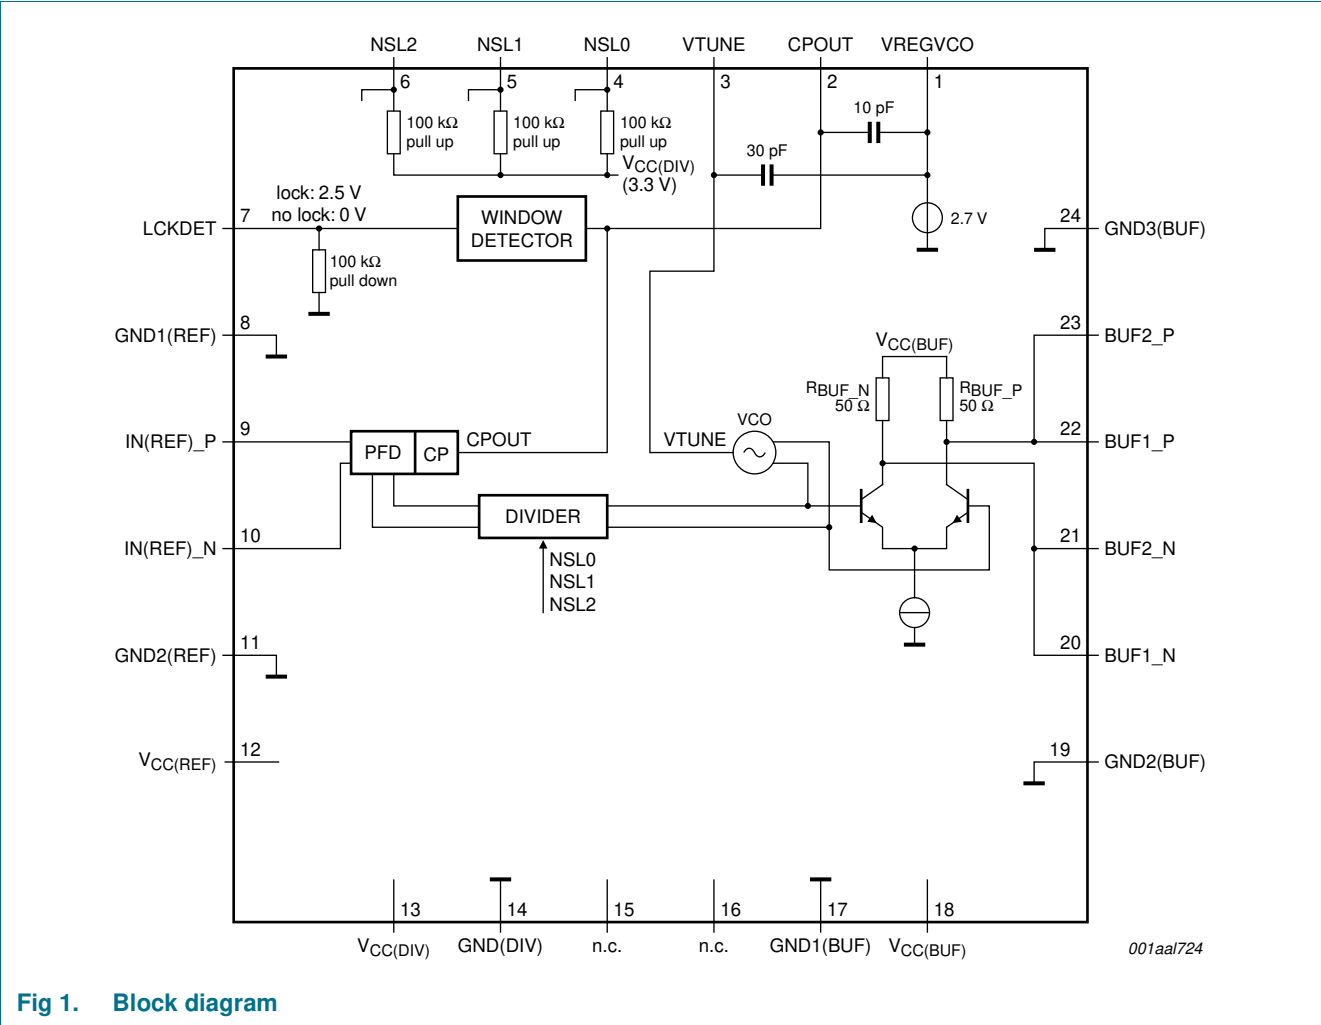 NSL2 NSL1 NSL0 VTUNE CPOUT VREGVCO
6 5 4 3 2 1
10 pF
100 kΩ 100 kΩ 100 kΩ
pull up pull up pull up
30 pF
VCC(DIV)
(3.3 V)
lock: 2.5 V
no lock: 0 V
LCKDET 7
WINDOW
DETECTOR
2.7 V
24 GND3(BUF)
100 kΩ
pull down
GND1(REF) 8
23 BUF2_P
VCC(BUF)
RBUF_N RBUF_P
50 Ω 50 Ω
VCO
IN(REF)_P 9
PFD CP CPOUT
VTUNE
22 BUF1_P
DIVIDER
IN(REF)_N 10
21 BUF2_N
NSL0
NSL1
NSL2
GND2(REF) 11
20 BUF1_N
VCC(REF) 12
19 GND2(BUF)
13 14 15 16 17 18
VCC(DIV) GND(DIV) n.c. n.c. GND1(BUF) VCC(BUF)
001aal724
Fig 1. Block diagram